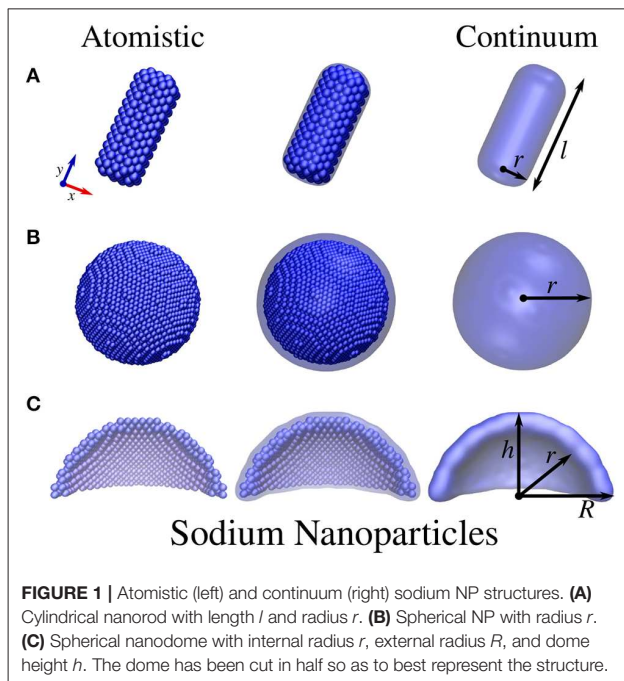 Atomistic Continuum
A
y
x
r
l
B
r
C
h
r
R
Sodium Nanoparticles
FIGURE 1 | Atomistic (left) and continuum (right) sodium NP structures. (A)
Cylindrical nanorod with length l and radius r. (B) Spherical NP with radius r.
(C) Spherical nanodome with internal radius r, external radius R, and dome
height h. The dome has been cut in half so as to best represent the structure.